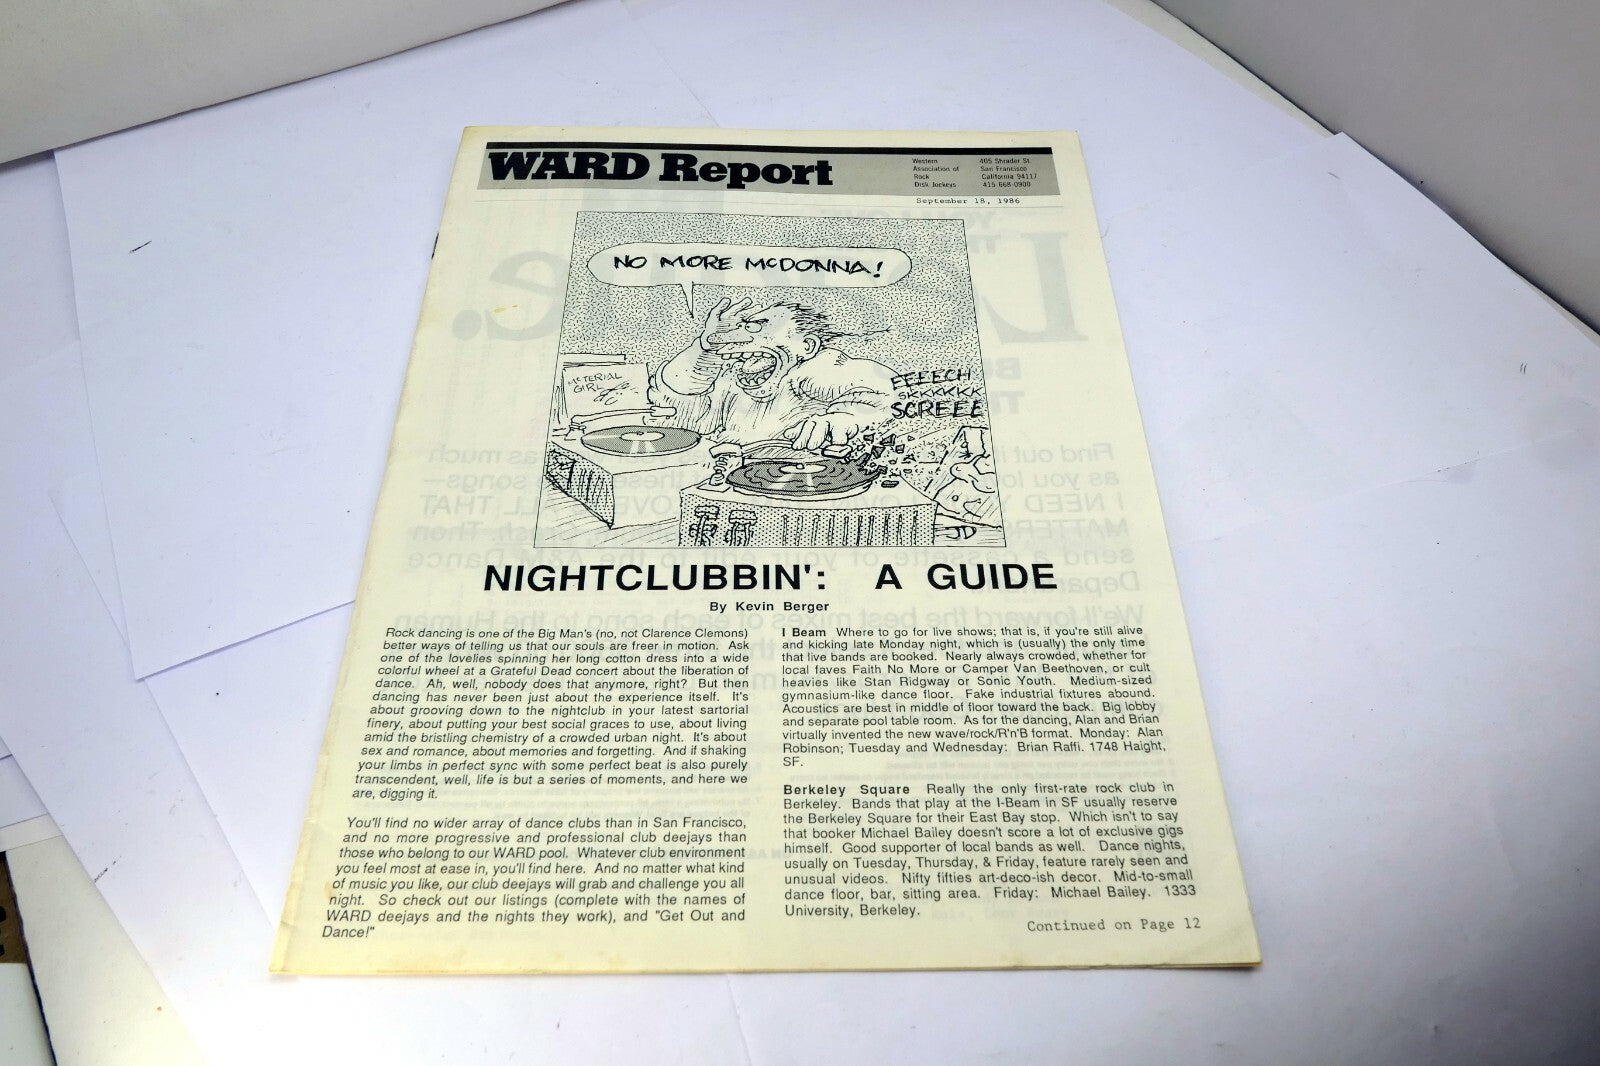 WARD Report
Western
Association of
Rock
Disk Jockeys
405 Shrader St.
San Francisco
California 94117
415 668-0900
September 18, 1986
NO MORE McDONNA!
McTERIAL
GIRL
EEEECH
SKKKKKK
SCREEE
JD
NIGHTCLUBBIN': A GUIDE
By Kevin Berger
Rock dancing is one of the Big Man's (no, not Clarence Clemons)
better ways of telling us that our souls are freer in motion. Ask
one of the lovelies spinning her long cotton dress into a wide
colorful wheel at a Grateful Dead concert about the liberation of
dance. Ah, well, nobody does that anymore, right? But then
dancing has never been just about the experience itself. It's
about grooving down to the nightclub in your latest sartorial
finery, about putting your best social graces to use, about living
amid the bristling chemistry of a crowded urban night. It's about
sex and romance, about memories and forgetting. And if shaking
your limbs in perfect sync with some perfect beat is also purely
transcendent, well, life is but a series of moments, and here we
are, digging it.
You'll find no wider array of dance clubs than in San Francisco,
and no more progressive and professional club deejays than
those who belong to our WARD pool. Whatever club environment
you feel most at ease in, you'll find here. And no matter what kind
of music you like, our club deejays will grab and challenge you all
night. So check out our listings (complete with the names of
WARD deejays and the nights they work), and "Get Out and
Dance!"
I Beam Where to go for live shows; that is, if you're still alive
and kicking late Monday night, which is (usually) the only time
that live bands are booked. Nearly always crowded, whether for
local faves Faith No More or Camper Van Beethoven, or cult
heavies like Stan Ridgway or Sonic Youth. Medium-sized
gymnasium-like dance floor. Fake industrial fixtures abound.
Acoustics are best in middle of floor toward the back. Big lobby
and separate pool table room. As for the dancing, Alan and Brian
virtually invented the new wave/rock/R'n'B format. Monday: Alan
Robinson; Tuesday and Wednesday: Brian Raffi. 1748 Haight,
SF.
Berkeley Square Really the only first-rate rock club in
Berkeley. Bands that play at the I-Beam in SF usually reserve
the Berkeley Square for their East Bay stop. Which isn't to say
that booker Michael Bailey doesn't score a lot of exclusive gigs
himself. Good supporter of local bands as well. Dance nights,
usually on Tuesday, Thursday, & Friday, feature rarely seen and
unusual videos. Nifty fifties art-deco-ish decor. Mid-to-small
dance floor, bar, sitting area. Friday: Michael Bailey. 1333
University, Berkeley.
Continued on Page 12